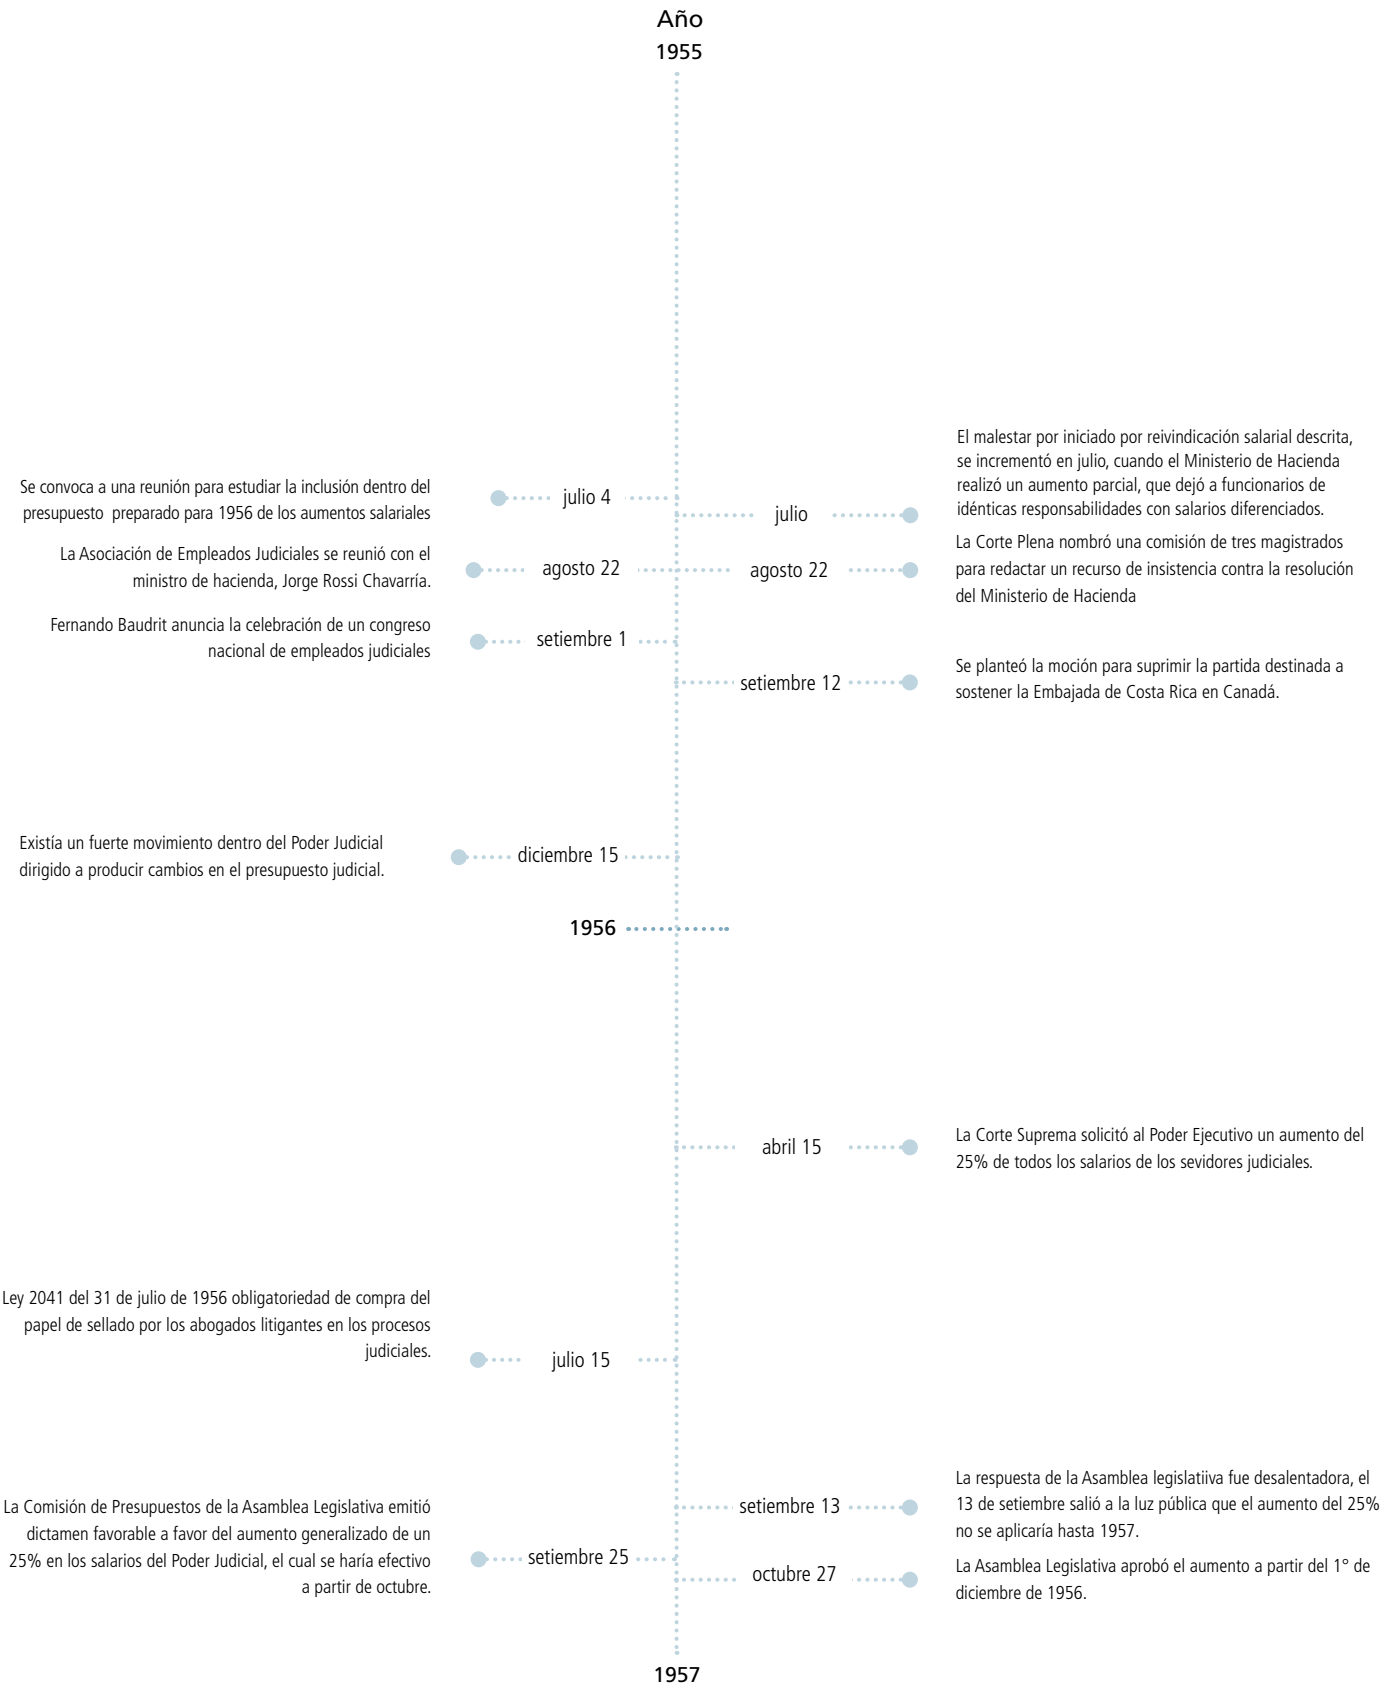 Año
1955
Se convoca a una reunión para estudiar la inclusión dentro del
presupuesto preparado para 1956 de los aumentos salariales
julio 4
El malestar por iniciado por reivindicación salarial descrita,
se incrementó en julio, cuando el Ministerio de Hacienda
realizó un aumento parcial, que dejó a funcionarios de
idénticas responsabilidades con salarios diferenciados.
julio
La Asociación de Empleados Judiciales se reunió con el
ministro de hacienda, Jorge Rossi Chavarría.
agosto 22
agosto 22
La Corte Plena nombró una comisión de tres magistrados
para redactar un recurso de insistencia contra la resolución
del Ministerio de Hacienda
Fernando Baudrit anuncia la celebración de un congreso
nacional de empleados judiciales
setiembre 1
setiembre 12
Se planteó la moción para suprimir la partida destinada a
sostener la Embajada de Costa Rica en Canadá.
Existía un fuerte movimiento dentro del Poder Judicial
dirigido a producir cambios en el presupuesto judicial.
diciembre 15
1956
abril 15
La Corte Suprema solicitó al Poder Ejecutivo un aumento del
25% de todos los salarios de los sevidores judiciales.
Ley 2041 del 31 de julio de 1956 obligatoriedad de compra del
papel de sellado por los abogados litigantes en los procesos
judiciales.
julio 15
setiembre 13
La respuesta de la Asamblea legislatiiva fue desalentadora, el
13 de setiembre salió a la luz pública que el aumento del 25%
no se aplicaría hasta 1957.
La Comisión de Presupuestos de la Asamblea Legislativa emitió
dictamen favorable a favor del aumento generalizado de un
25% en los salarios del Poder Judicial, el cual se haría efectivo
a partir de octubre.
setiembre 25
octubre 27
La Asamblea Legislativa aprobó el aumento a partir del 1° de
diciembre de 1956.
1957